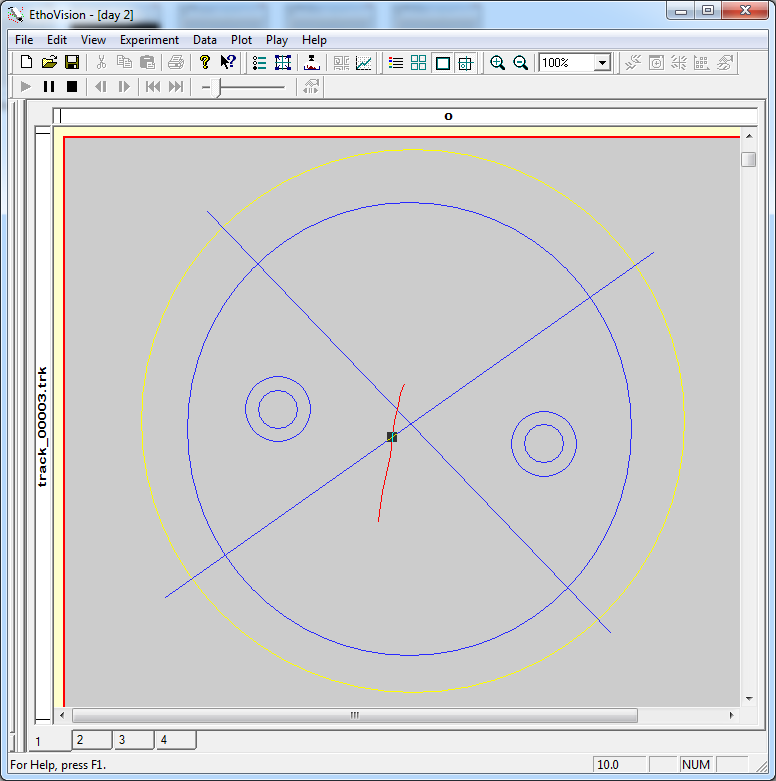 EthoVision - [day 2]
File Edit View Experiment Data Plot Play Help
100%
o
track_00003.trk
1 2 3 4
For Help, press F1.
10.0 NUM